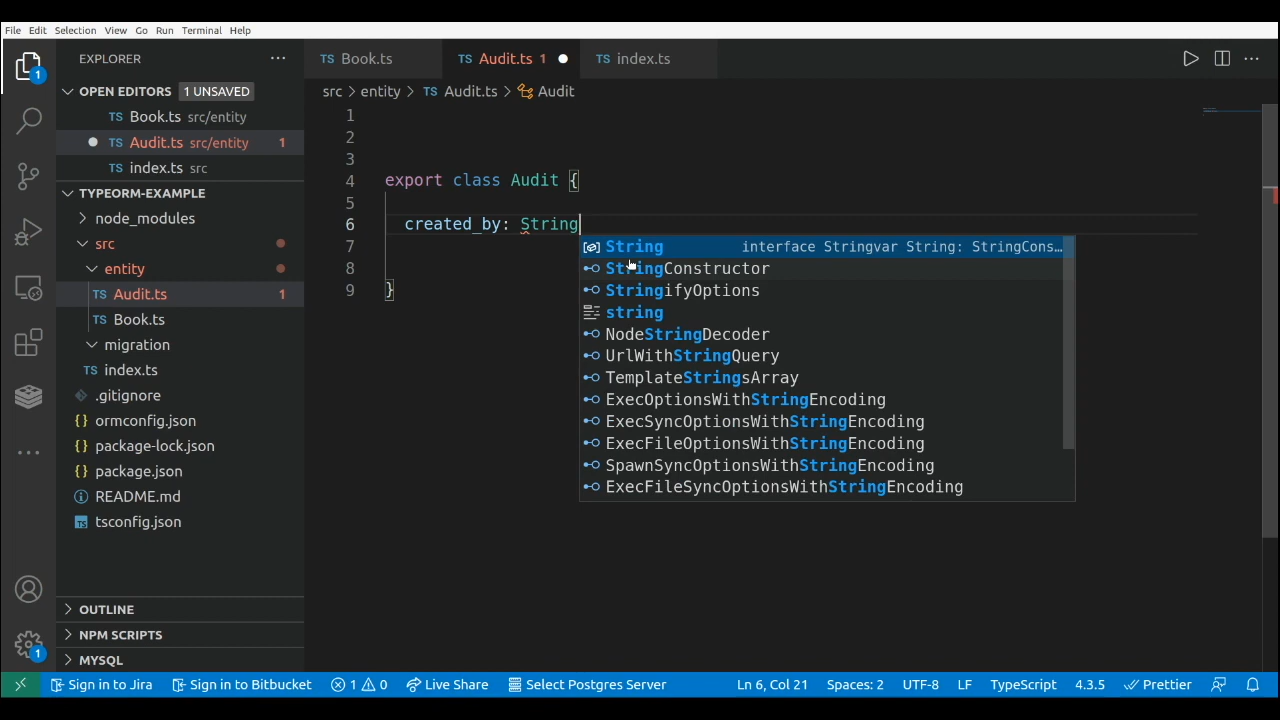 File Edit Selection View Go Run Terminal Help
EXPLORER
OPEN EDITORS 1 UNSAVED
TS Book.ts src/entity
TS Audit.ts src/entity 1
TS index.ts src
TYPEORM-EXAMPLE
node_modules
src
entity
TS Audit.ts 1
TS Book.ts
migration
TS index.ts
.gitignore
{} ormconfig.json
{} package-lock.json
{} package.json
README.md
TS tsconfig.json
OUTLINE
NPM SCRIPTS
MYSQL
1
1
TS Book.ts TS Audit.ts 1 TS index.ts
src > entity > TS Audit.ts > Audit
1
2
3
4 export class Audit {
5
6 created_by: String
7
8
9 }
String interface Stringvar String: StringCons…
StringConstructor
StringifyOptions
string
NodeStringDecoder
UrlWithStringQuery
TemplateStringsArray
ExecOptionsWithStringEncoding
ExecSyncOptionsWithStringEncoding
ExecFileOptionsWithStringEncoding
SpawnSyncOptionsWithStringEncoding
ExecFileSyncOptionsWithStringEncoding
Sign in to Jira Sign in to Bitbucket 1 0 Live Share Select Postgres Server Ln 6, Col 21 Spaces: 2 UTF-8 LF TypeScript 4.3.5 Prettier